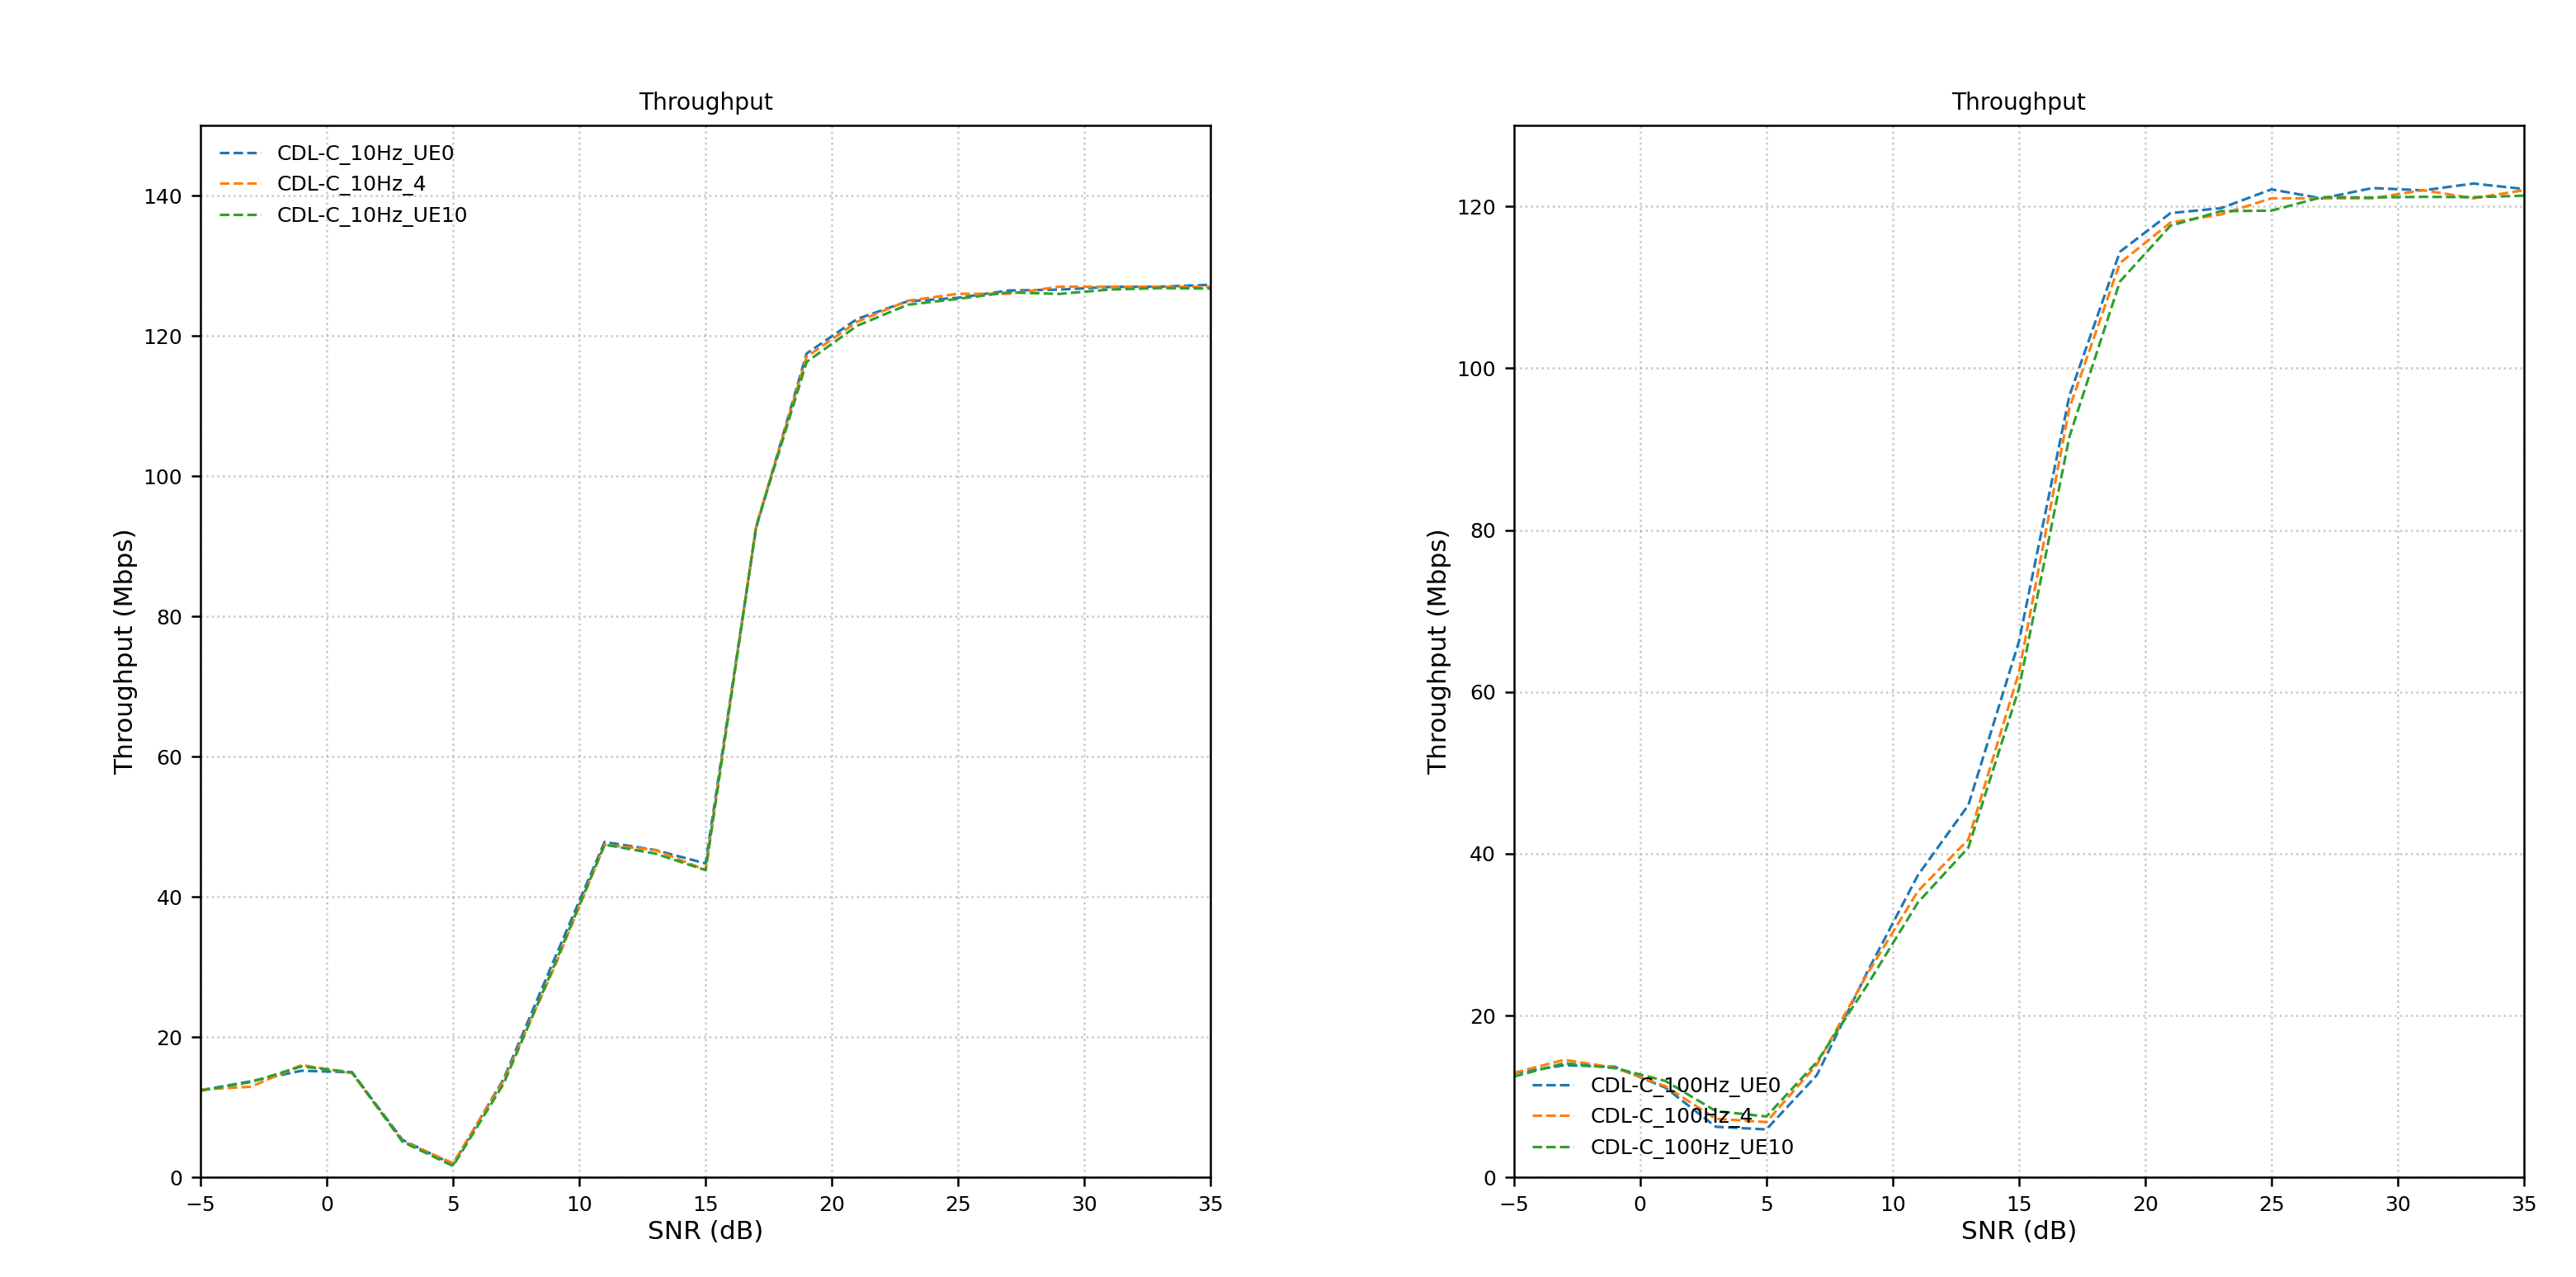 Throughput
CDL-C_10Hz_UE0
CDL-C_10Hz_4
CDL-C_10Hz_UE10
140
120
100
80
60
40
20
0
Throughput (Mbps)
−5 0 5 10 15 20 25 30 35
SNR (dB)
Throughput
120
100
80
60
40
20
0
Throughput (Mbps)
CDL-C_100Hz_UE0
CDL-C_100Hz_4
CDL-C_100Hz_UE10
−5 0 5 10 15 20 25 30 35
SNR (dB)